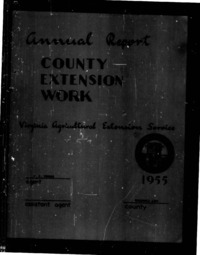 Annual Report
COUNTY
EXTENSION
WORK
Virginia Agricultural Extension Service
1955
agent
assistant agent
county